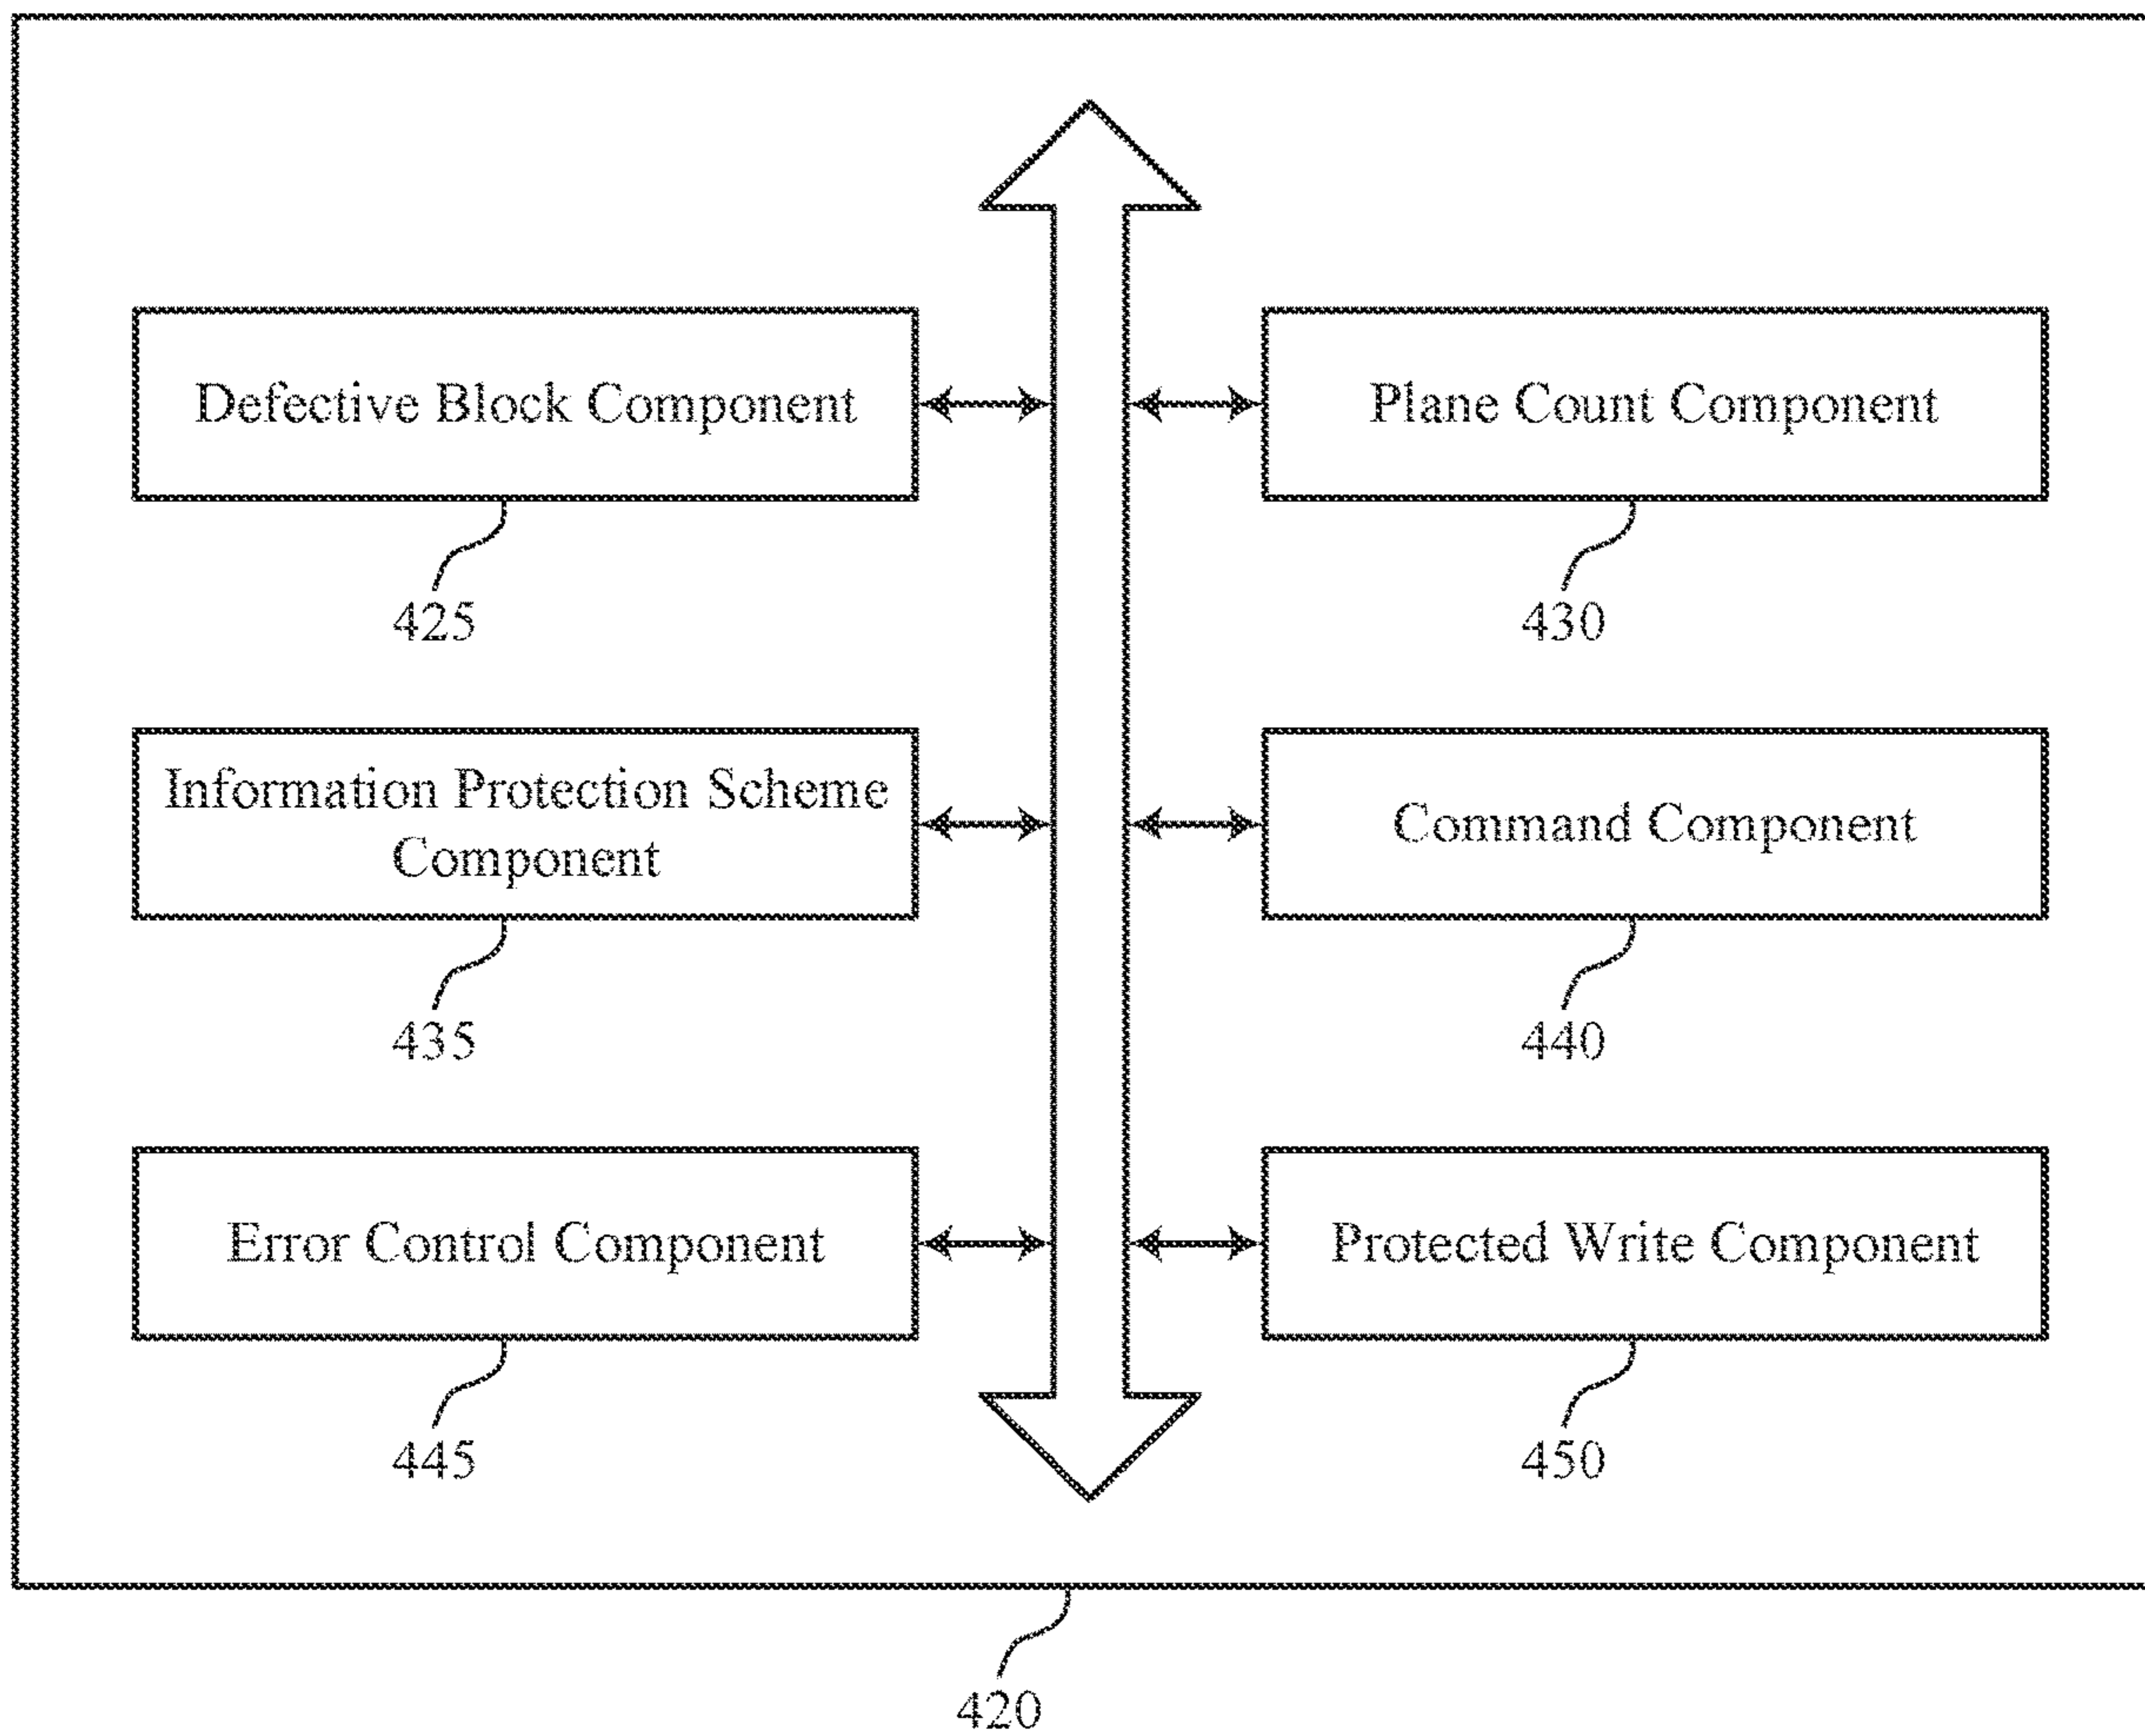 Defective Block Component
Plane Count Component
425
430
Information Protection Scheme
Component
Command Component
435
440
Error Control Component
Protected Write Component
445
450
420